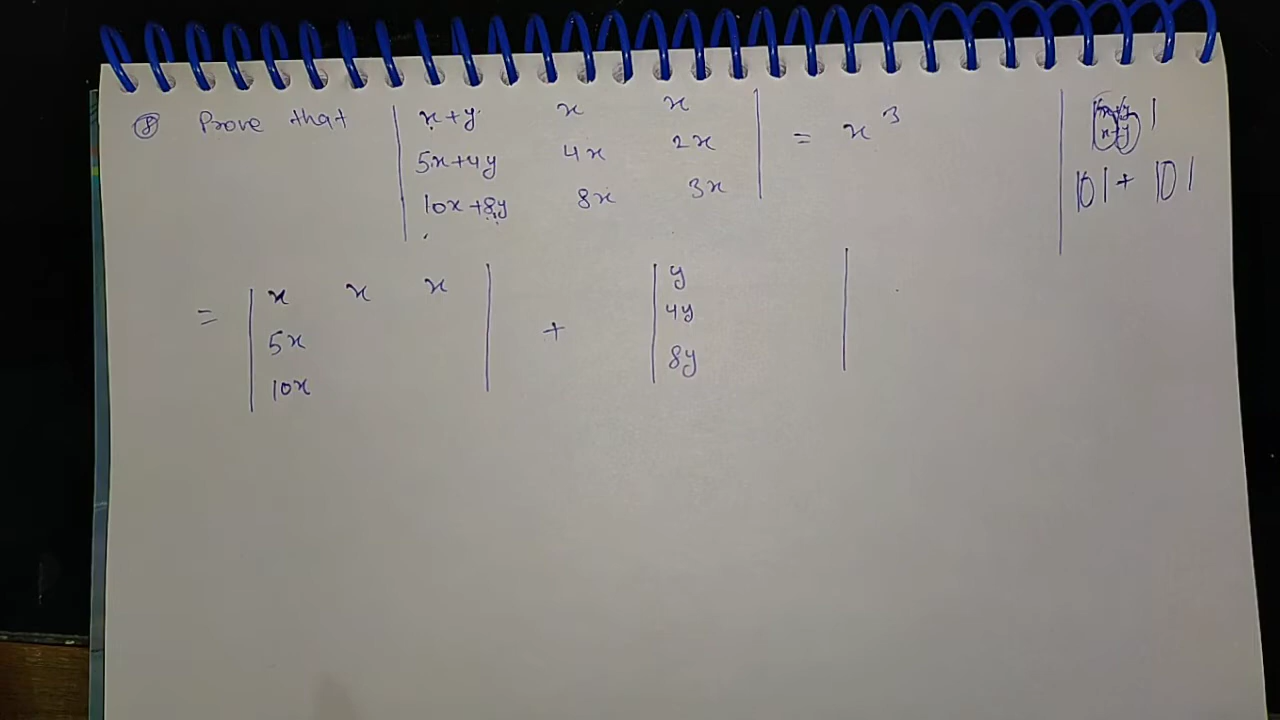 ⑧ Prove that | x+y x x | = x³
| 5x+4y 4x 2x |
| 10x+8y 8x 3x |
x+y
|0| + |0|
= | x x x | + | y |
| 5x | | 4y |
| 10x | | 8y |